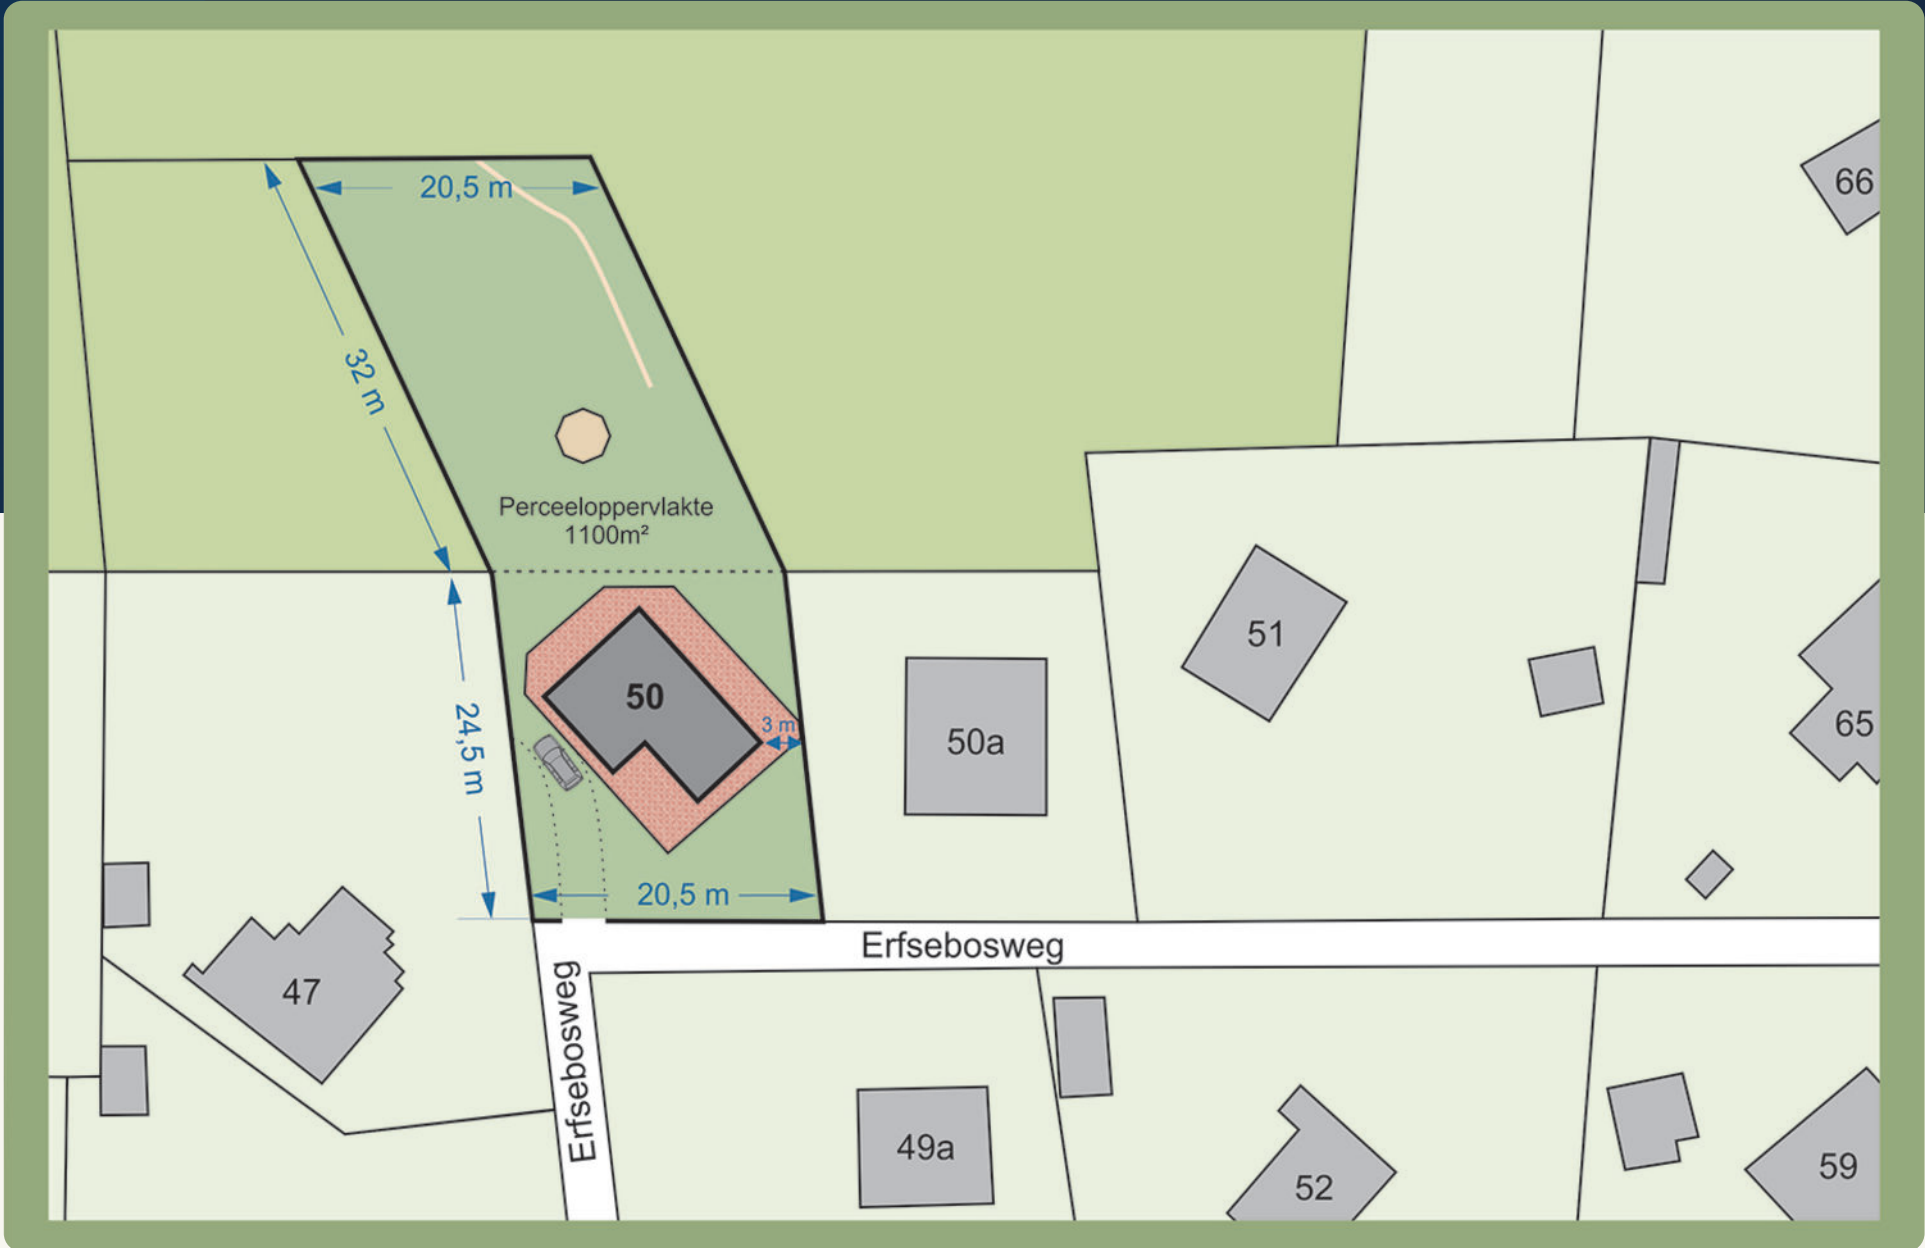 20,5 m
66
32 m
Perceeloppervlakte
1100m²
50
3 m
24,5 m
20,5 m
50a
51
65
Erfsebosweg
Erfsebosweg
47
49a
52
59